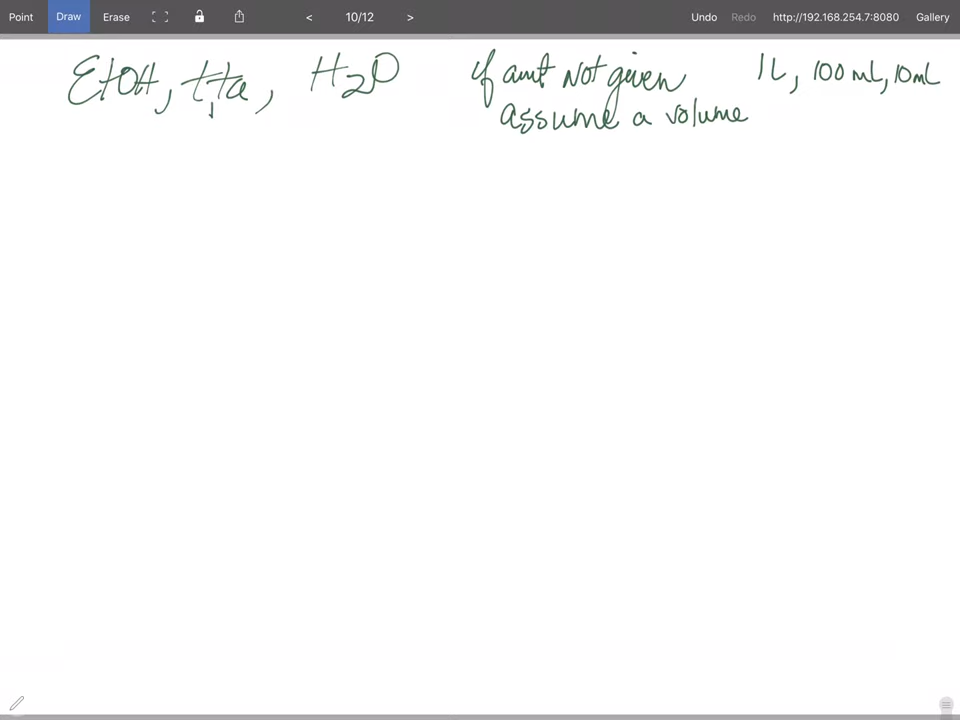 Point Draw Erase < 10/12 > Undo Redo http://192.168.254.7:8080 Gallery
EtOH, H2O if amt Not given 1L, 100 mL, 10mL
assume a volume